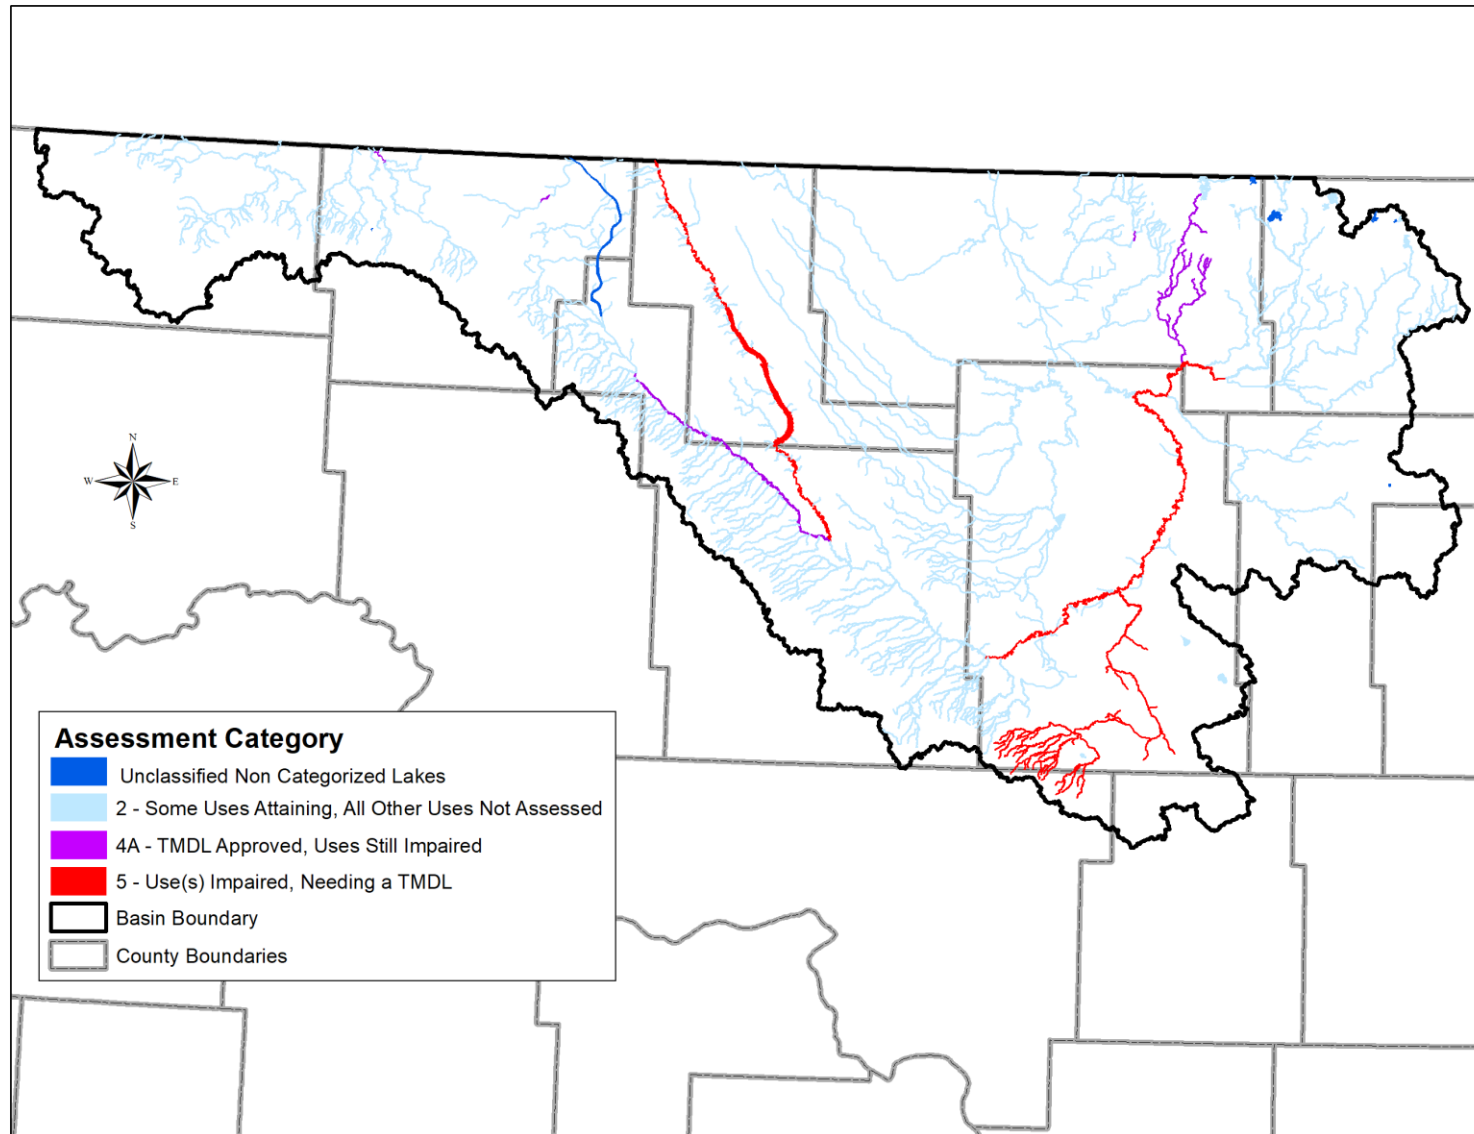 N
W
E
S
Assessment Category
Unclassified Non Categorized Lakes
2 - Some Uses Attaining, All Other Uses Not Assessed
4A - TMDL Approved, Uses Still Impaired
5 - Use(s) Impaired, Needing a TMDL
Basin Boundary
County Boundaries